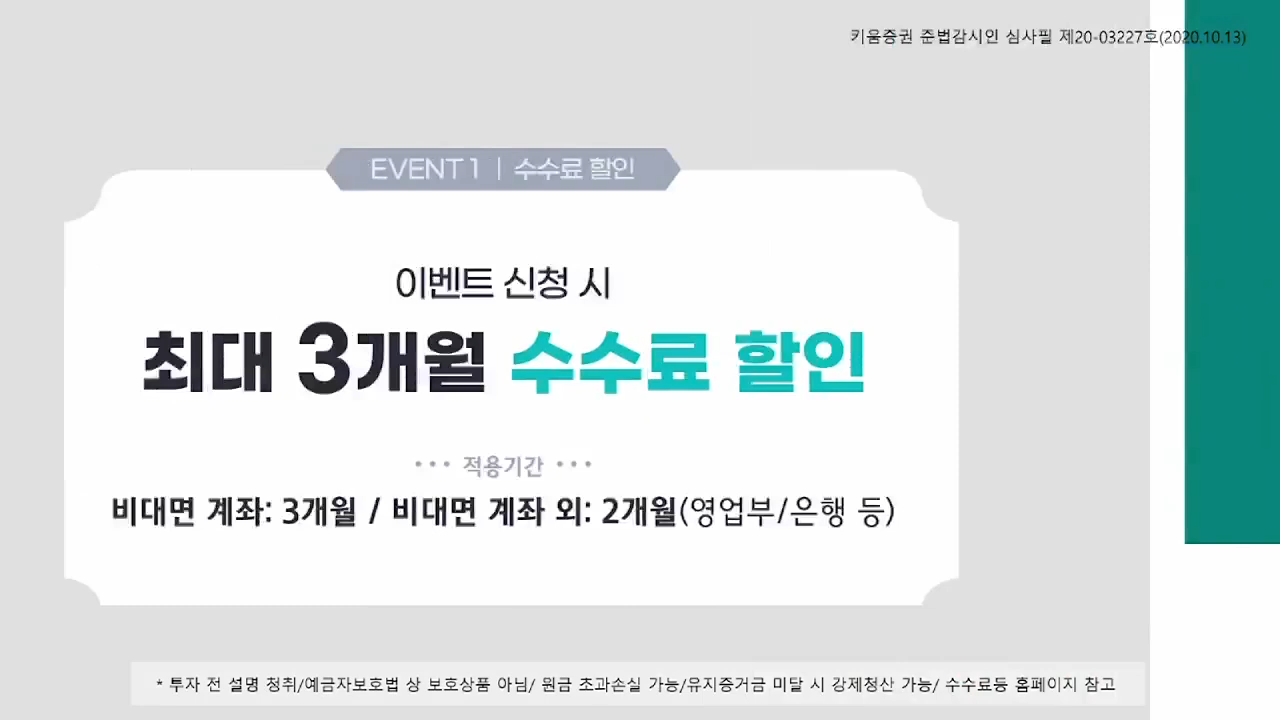 키움증권 준법감시인 심사필 제20-03227호(2020.10.13)
EVENT 1 | 수수료 할인
이벤트 신청 시
최대 3개월 수수료 할인
··· 적용기간 ···
비대면 계좌: 3개월 / 비대면 계좌 외: 2개월(영업부/은행 등)
* 투자 전 설명 청취/예금자보호법 상 보호상품 아님/ 원금 초과손실 가능/유지증거금 미달 시 강제청산 가능/ 수수료등 홈페이지 참고